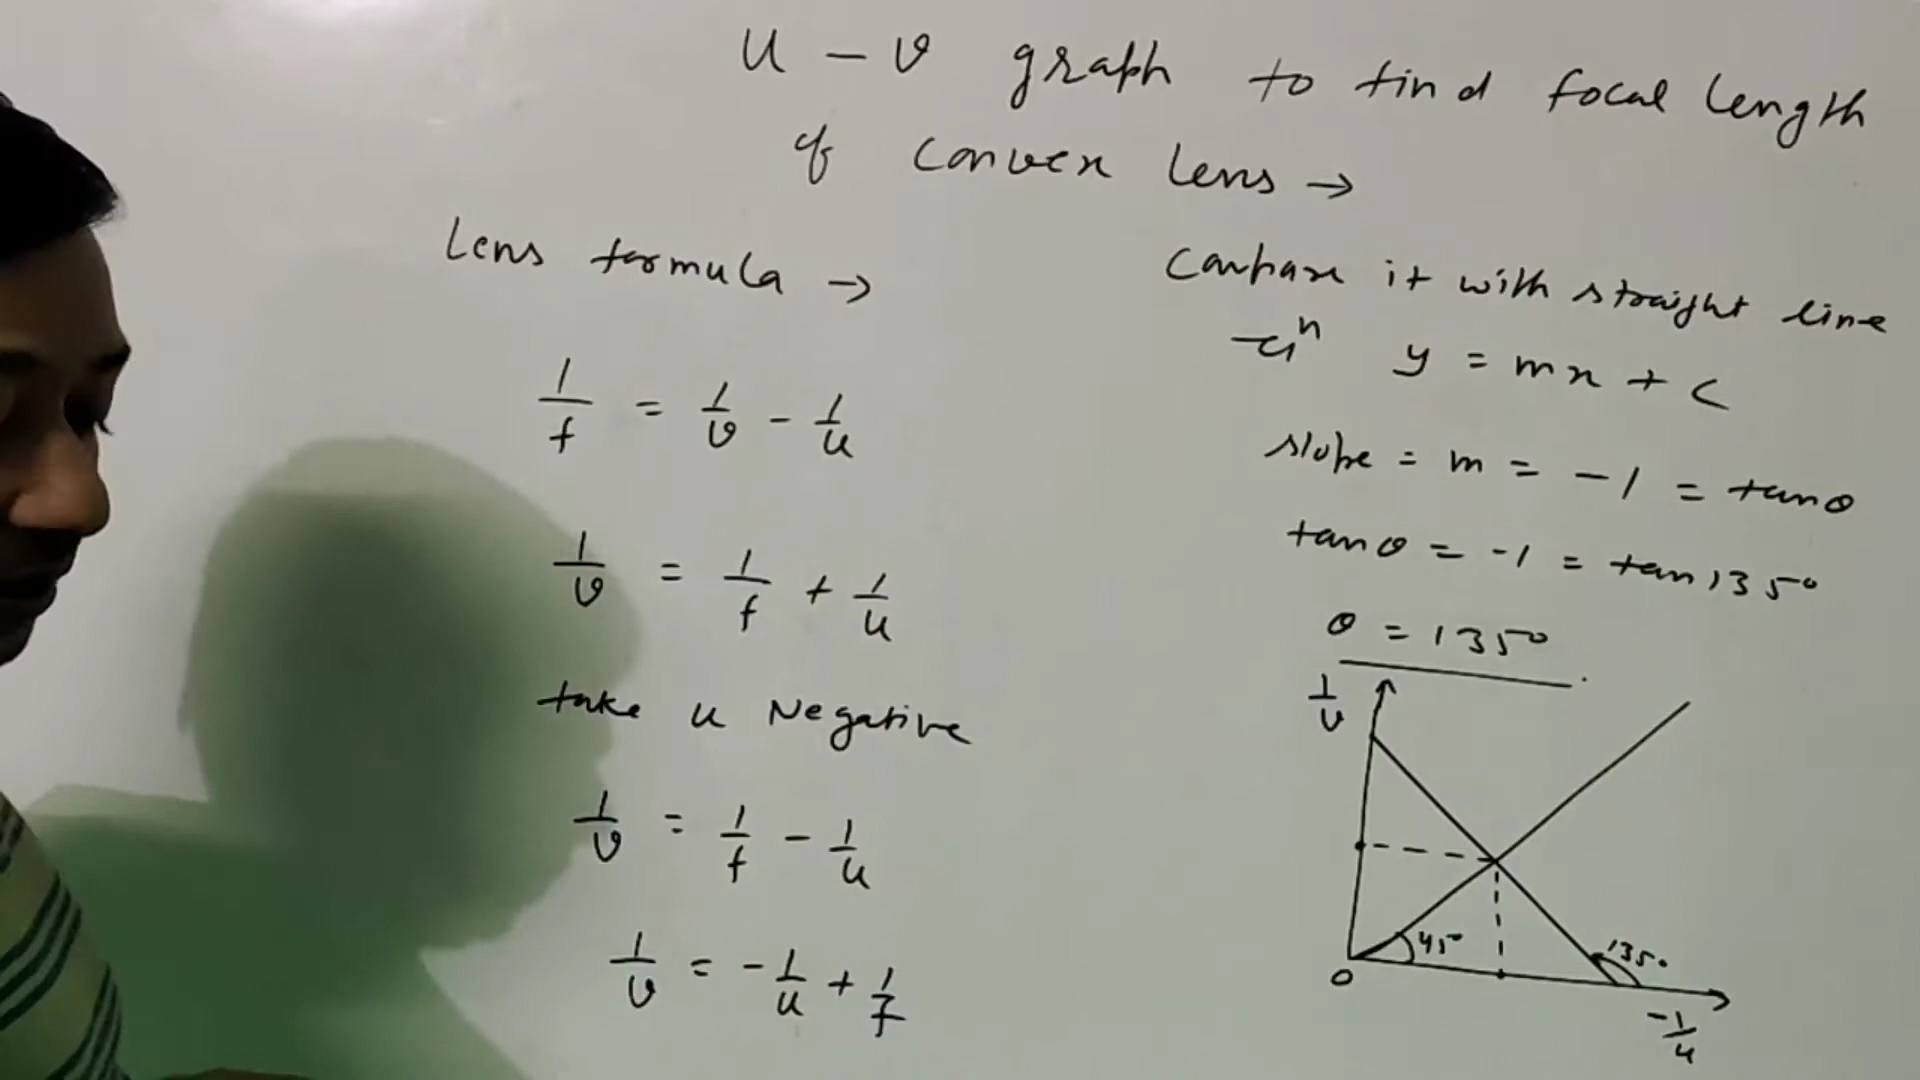 u - v graph to find focal length
of convex lens →
Lens formula →
1/f = 1/v - 1/u
1/v = 1/f + 1/u
take u Negative
1/v = 1/f - 1/u
1/v = -1/u + 1/f
Compare it with straight line
eqn y = mx + c
slope = m = -1 = tanθ
tanθ = -1 = tan135°
θ = 135°
1/v
45°
135°
O
-1/u